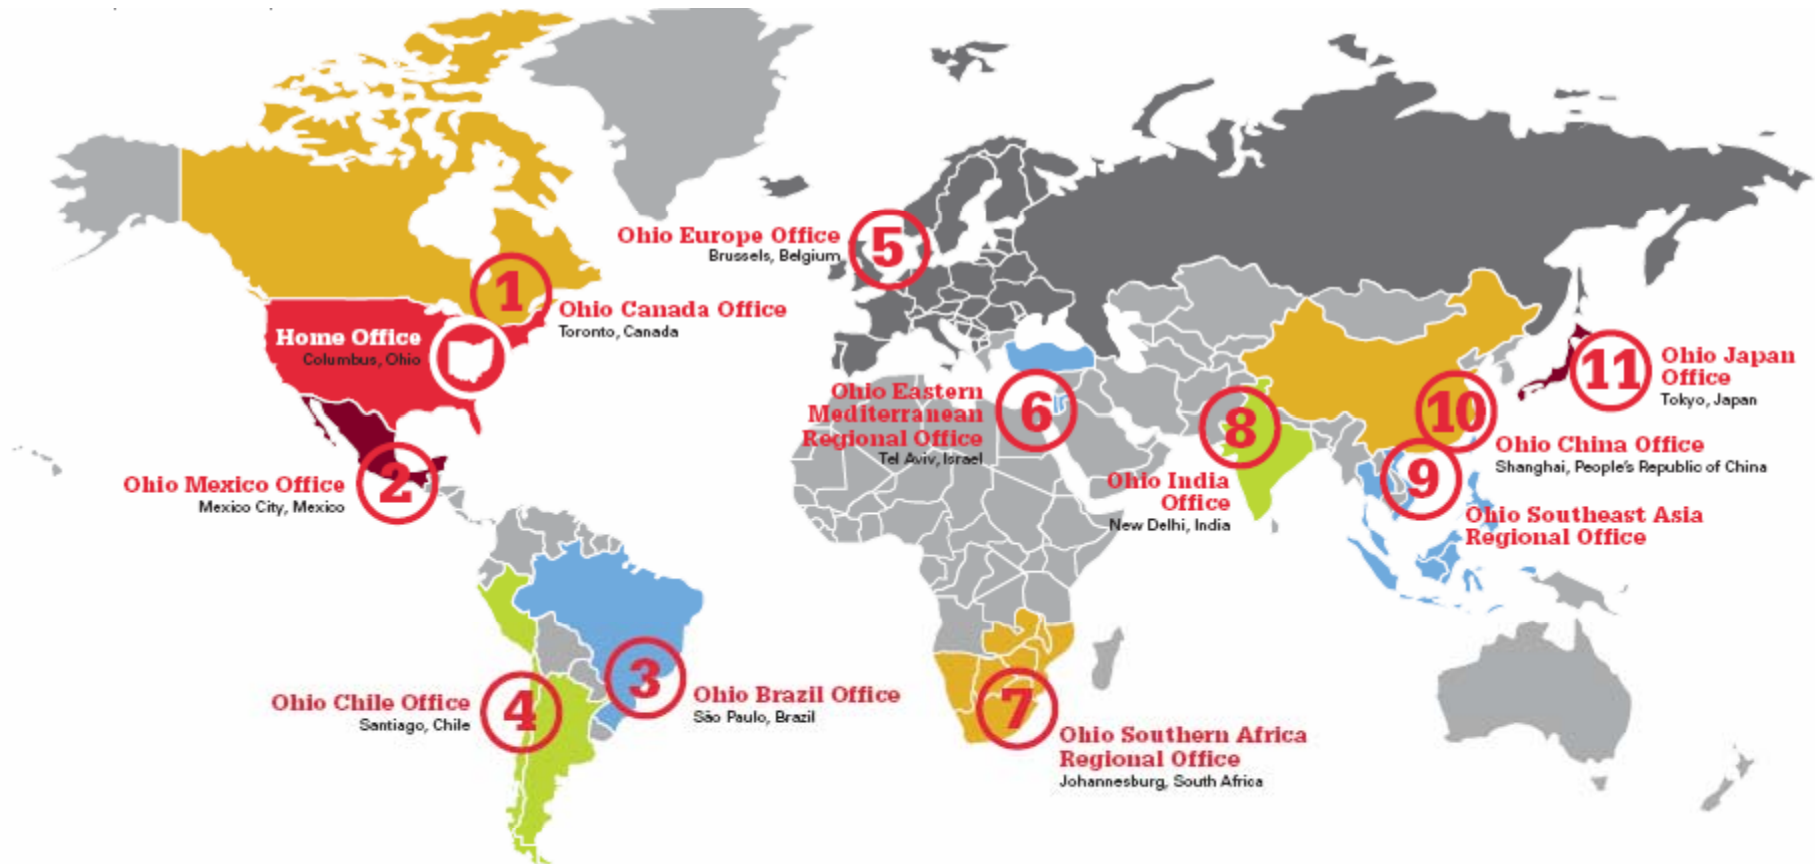 1
Ohio Canada Office
Toronto, Canada
Home Office
Columbus, Ohio
2
Ohio Mexico Office
Mexico City, Mexico
3
Ohio Brazil Office
São Paulo, Brazil
4
Ohio Chile Office
Santiago, Chile
5
Ohio Europe Office
Brussels, Belgium
6
Ohio Eastern
Mediterranean
Regional Office
Tel Aviv, Israel
7
Ohio Southern Africa
Regional Office
Johannesburg, South Africa
8
Ohio India
Office
New Delhi, India
9
Ohio Southeast Asia
Regional Office
10
Ohio China Office
Shanghai, People's Republic of China
11
Ohio Japan
Office
Tokyo, Japan